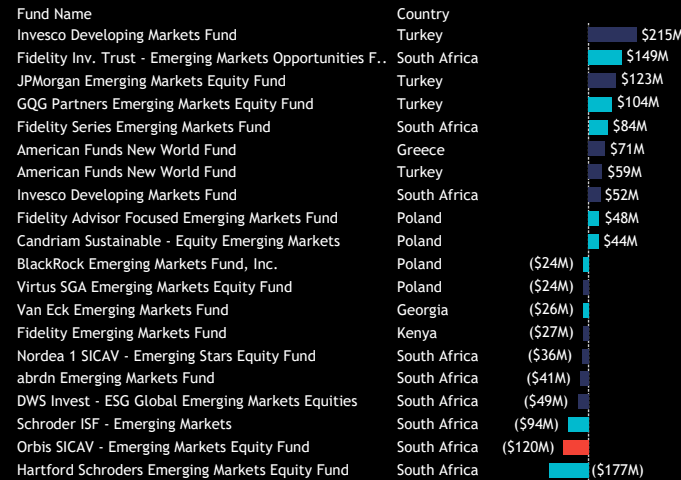 Fund Name Country
Invesco Developing Markets Fund Turkey $215M
Fidelity Inv. Trust - Emerging Markets Opportunities F.. South Africa $149M
JPMorgan Emerging Markets Equity Fund Turkey $123M
GQG Partners Emerging Markets Equity Fund Turkey $104M
Fidelity Series Emerging Markets Fund South Africa $84M
American Funds New World Fund Greece $71M
American Funds New World Fund Turkey $59M
Invesco Developing Markets Fund South Africa $52M
Fidelity Advisor Focused Emerging Markets Fund Poland $48M
Candriam Sustainable - Equity Emerging Markets Poland $44M
BlackRock Emerging Markets Fund, Inc. Poland ($24M)
Virtus SGA Emerging Markets Equity Fund Poland ($24M)
Van Eck Emerging Markets Fund Georgia ($26M)
Fidelity Emerging Markets Fund Kenya ($27M)
Nordea 1 SICAV - Emerging Stars Equity Fund South Africa ($36M)
abrdn Emerging Markets Fund South Africa ($41M)
DWS Invest - ESG Global Emerging Markets Equities South Africa ($49M)
Schroder ISF - Emerging Markets South Africa ($94M)
Orbis SICAV - Emerging Markets Equity Fund South Africa ($120M)
Hartford Schroders Emerging Markets Equity Fund South Africa ($177M)